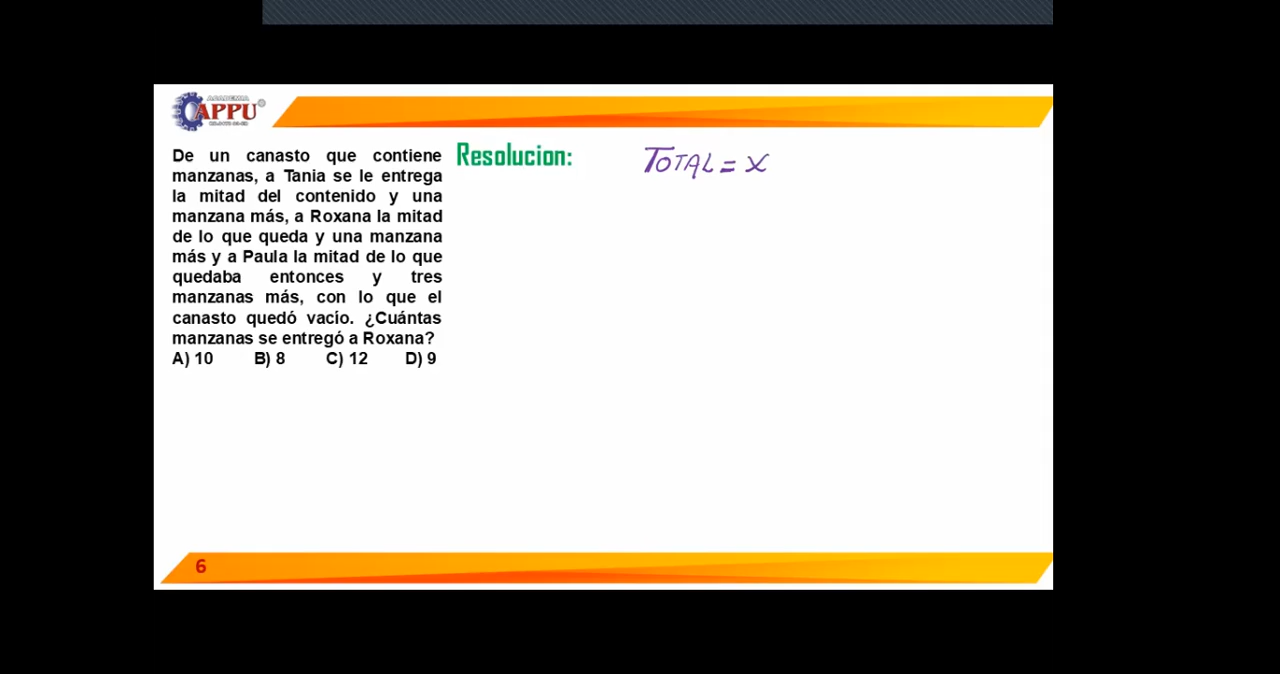 ACADEMIA
APPU
De un canasto que contiene
manzanas, a Tania se le entrega
la mitad del contenido y una
manzana más, a Roxana la mitad
de lo que queda y una manzana
más y a Paula la mitad de lo que
quedaba entonces y tres
manzanas más, con lo que el
canasto quedó vacío. ¿Cuántas
manzanas se entregó a Roxana?
A) 10 B) 8 C) 12 D) 9
Resolucion:
TOTAL = x
6